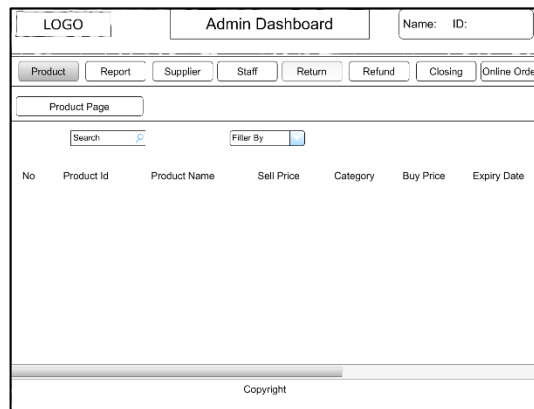 LOGO Admin Dashboard Name: ID:
Product Report Supplier Staff Return Refund Closing Online Orde
Product Page
Search Filter By
No Product Id Product Name Sell Price Category Buy Price Expiry Date
Copyright